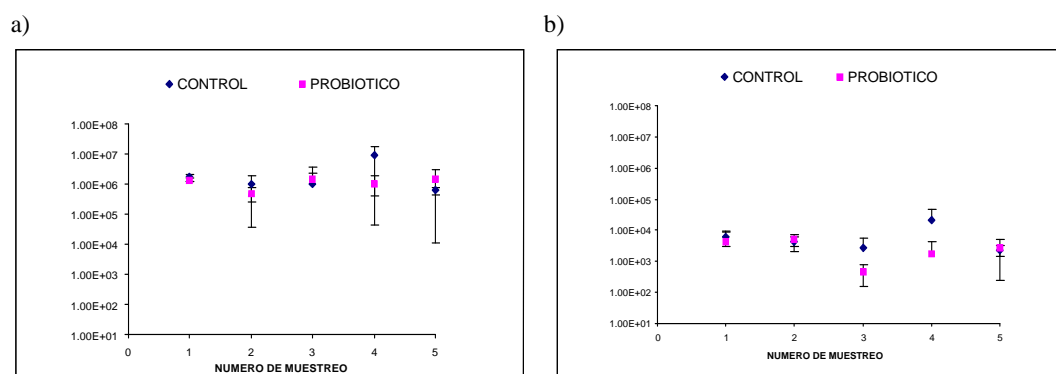 a)
CONTROL PROBIOTICO
1.00E+08
1.00E+07
1.00E+06
1.00E+05
1.00E+04
1.00E+03
1.00E+02
1.00E+01
0 1 2 3 4 5
NUMERO DE MUESTREO
b)
CONTROL PROBIOTICO
1.00E+08
1.00E+07
1.00E+06
1.00E+05
1.00E+04
1.00E+03
1.00E+02
1.00E+01
0 1 2 3 4 5
NUMERO DE MUESTREO